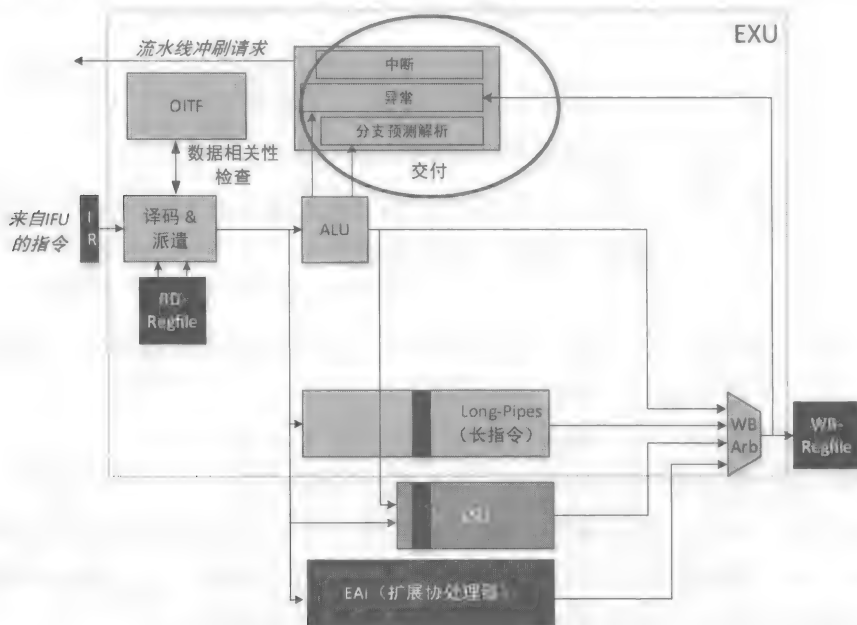 EXU
流水线冲刷请求
中断
异常
分支预测解析
交付
OITF
数据相关性
检查
来自IFU
的指令
I
R
译码 &
派遣
ALU
RD-
Regfile
Long-Pipes
（长指令）
WB
Arb
WB-
Regfile
LSU
EAI（扩展协处理器）